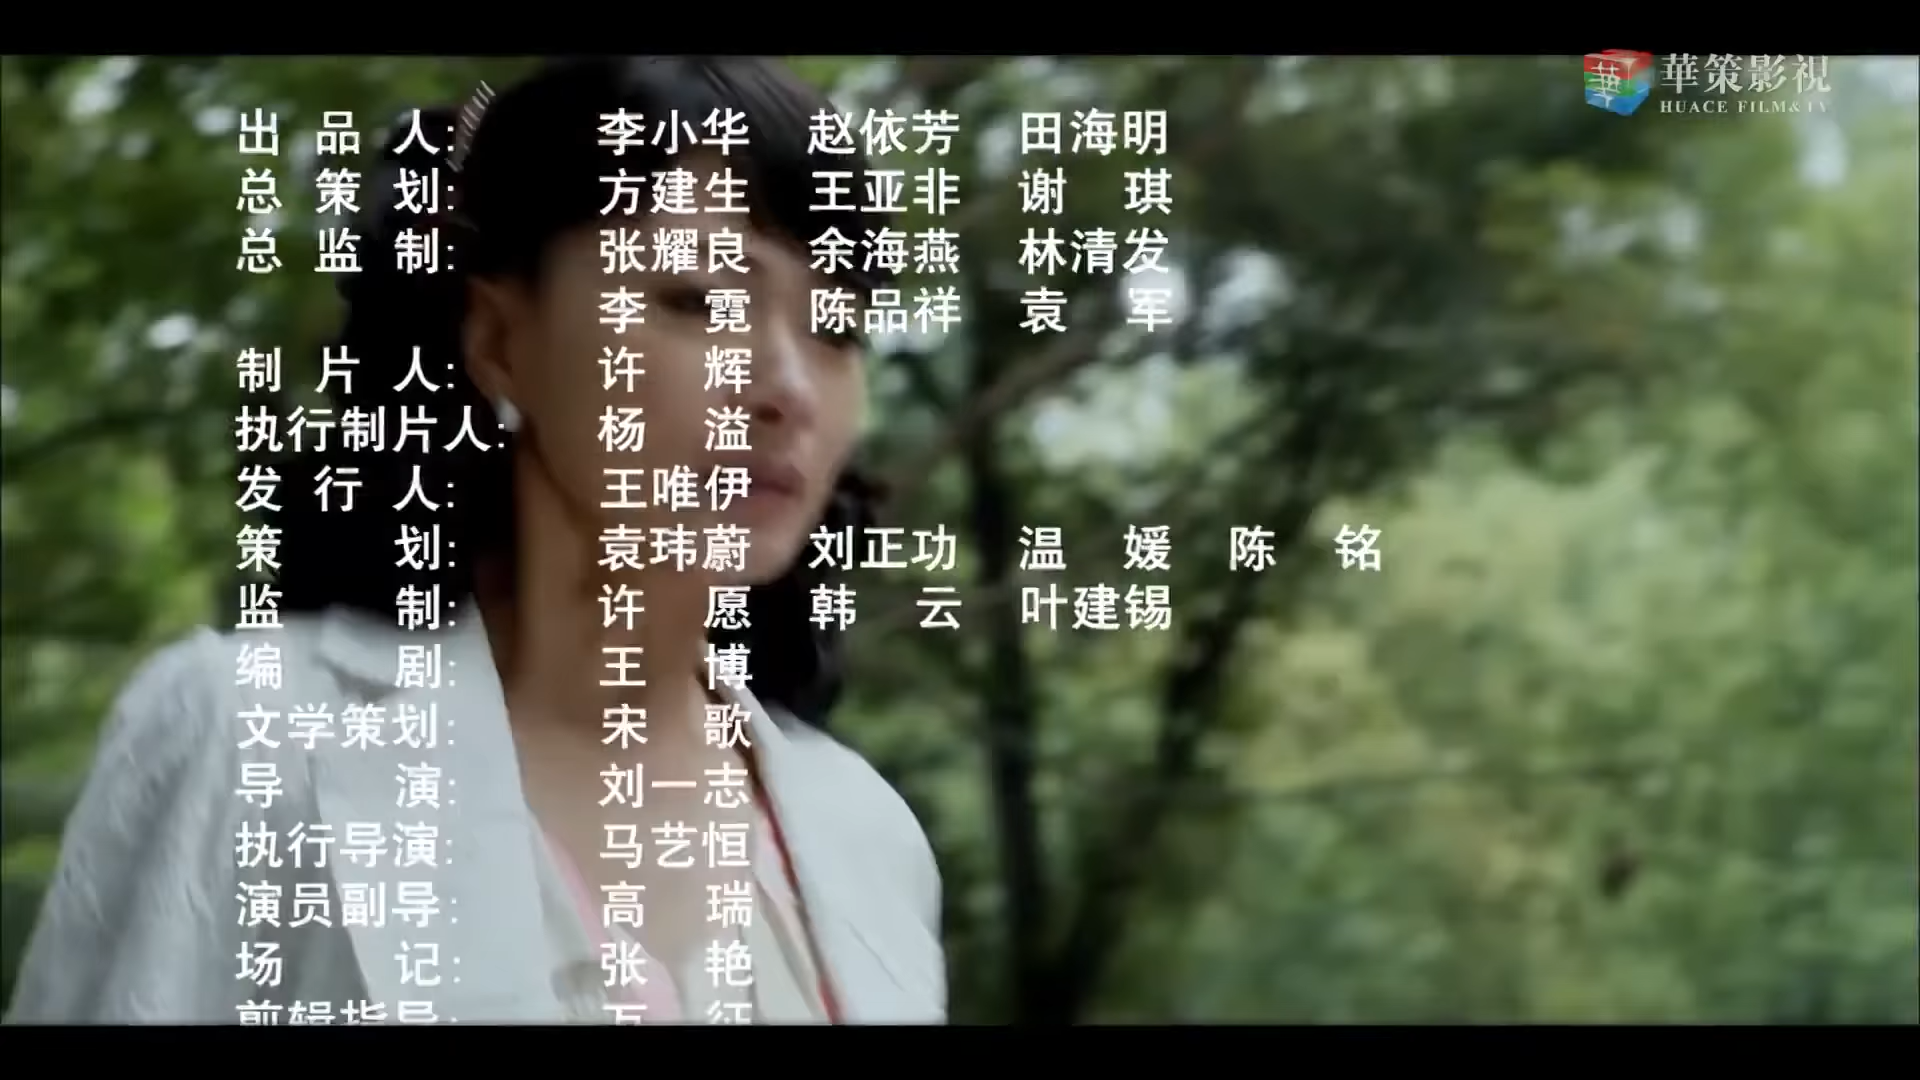 華策影視
HUACE FILM & TV
出品人: 李小华 赵依芳 田海明
总策划: 方建生 王亚非 谢琪
总监制: 张耀良 余海燕 林清发
李霓 陈品祥 袁军
制片人: 许辉
执行制片人: 杨溢
发行人: 王唯伊
策划: 袁玮蔚 刘正功 温媛 陈铭
监制: 许愿 韩云 叶建锡
编剧: 王博
文学策划: 宋歌
导演: 刘一志
执行导演: 马艺恒
演员副导: 高瑞
场记: 张艳
剪辑指导: